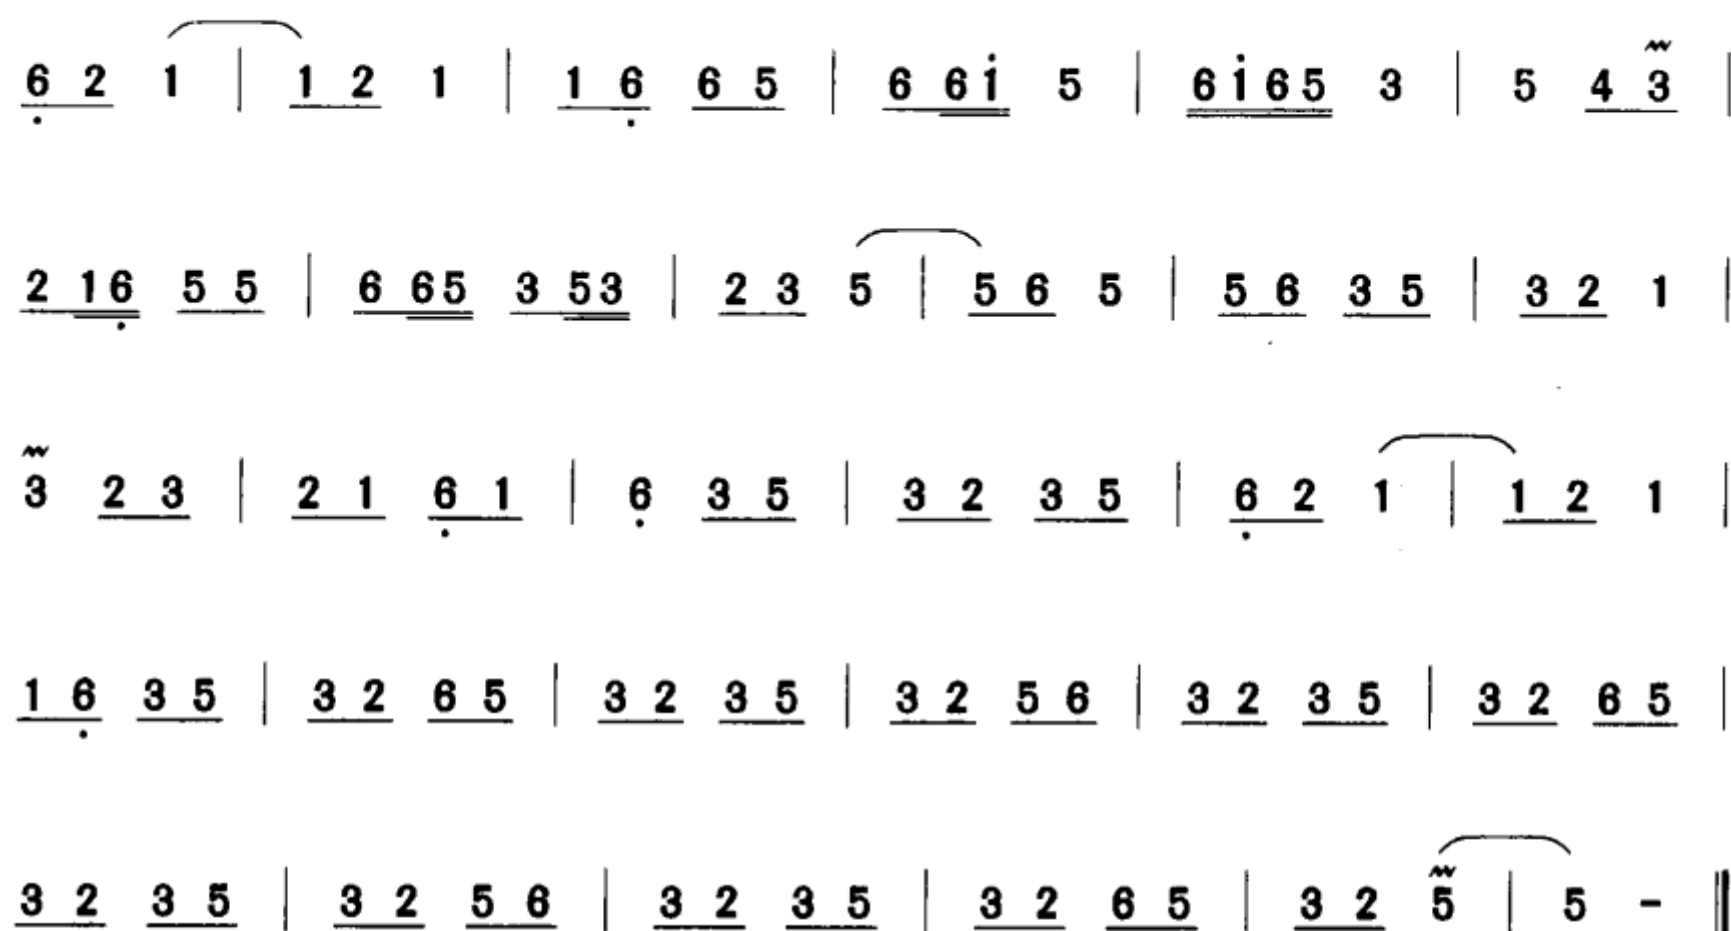 6̣ 2 1 | 1 2 1 | 1 6̣ 6 5 | 6 6 1̇ 5 | 6 1̇ 6 5 3 | 5 4 3 |
2 1 6̣ 5 5 | 6 6 5 3 5 3 | 2 3 5 | 5 6 5 | 5 6 3 5 | 3 2 1 |
3 2 3 | 2 1 6̣ 1 | 6̣ 3 5 | 3 2 3 5 | 6̣ 2 1 | 1 2 1 |
1 6̣ 3 5 | 3 2 6 5 | 3 2 3 5 | 3 2 5 6 | 3 2 3 5 | 3 2 6 5 |
3 2 3 5 | 3 2 5 6 | 3 2 3 5 | 3 2 6 5 | 3 2 5 | 5 - ‖